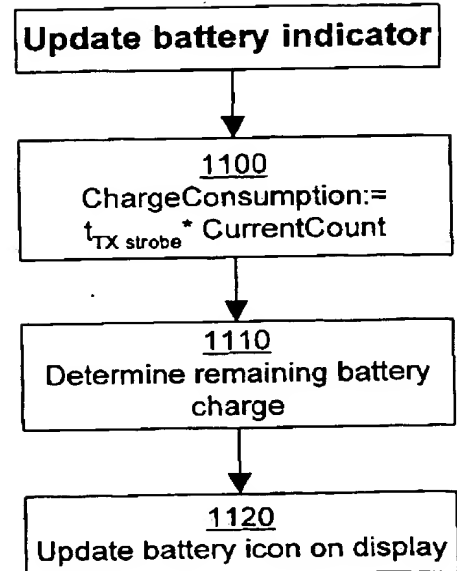 Update battery indicator
1100
ChargeConsumption:=
tTX strobe* CurrentCount
1110
Determine remaining battery
charge
1120
Update battery icon on display